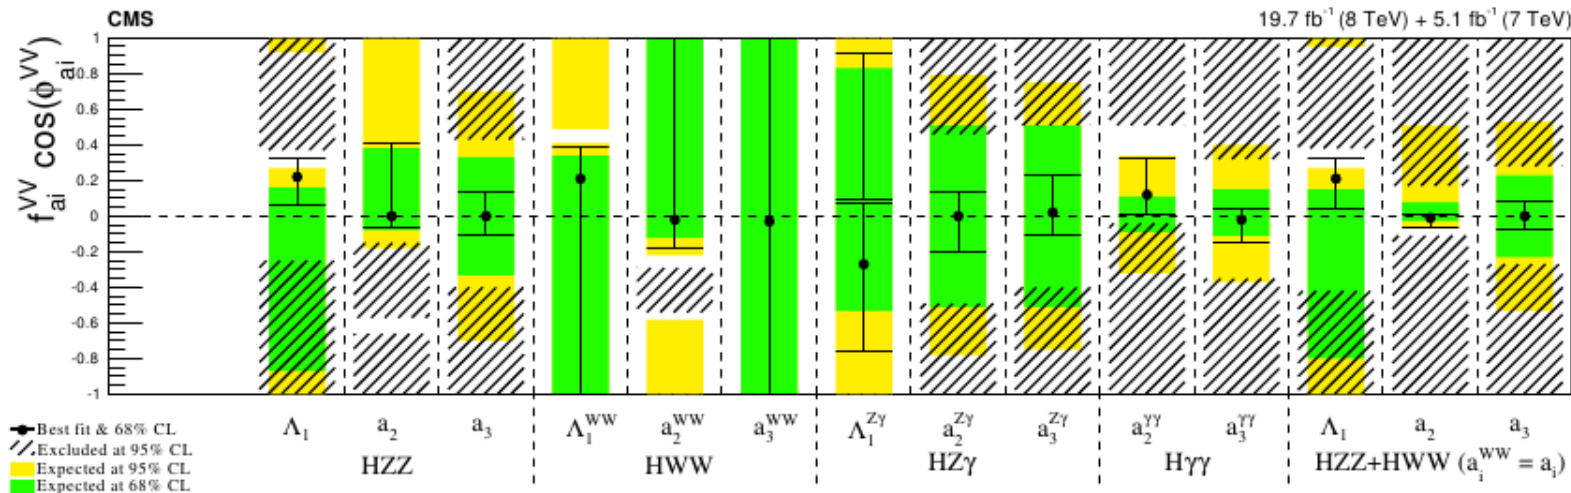 CMS 19.7 fb⁻¹ (8 TeV) + 5.1 fb⁻¹ (7 TeV)
f_ai^VV cos(ϕ_ai^VV)
1
0.8
0.6
0.4
0.2
0
-0.2
-0.4
-0.6
-0.8
-1
Λ₁ a₂ a₃ Λ₁^WW a₂^WW a₃^WW Λ₁^Zγ a₂^Zγ a₃^Zγ a₂^γγ a₃^γγ Λ₁ a₂ a₃
HZZ HWW HZγ Hγγ HZZ+HWW (a_i^WW = a_i)
Best fit & 68% CL
Excluded at 95% CL
Expected at 95% CL
Expected at 68% CL